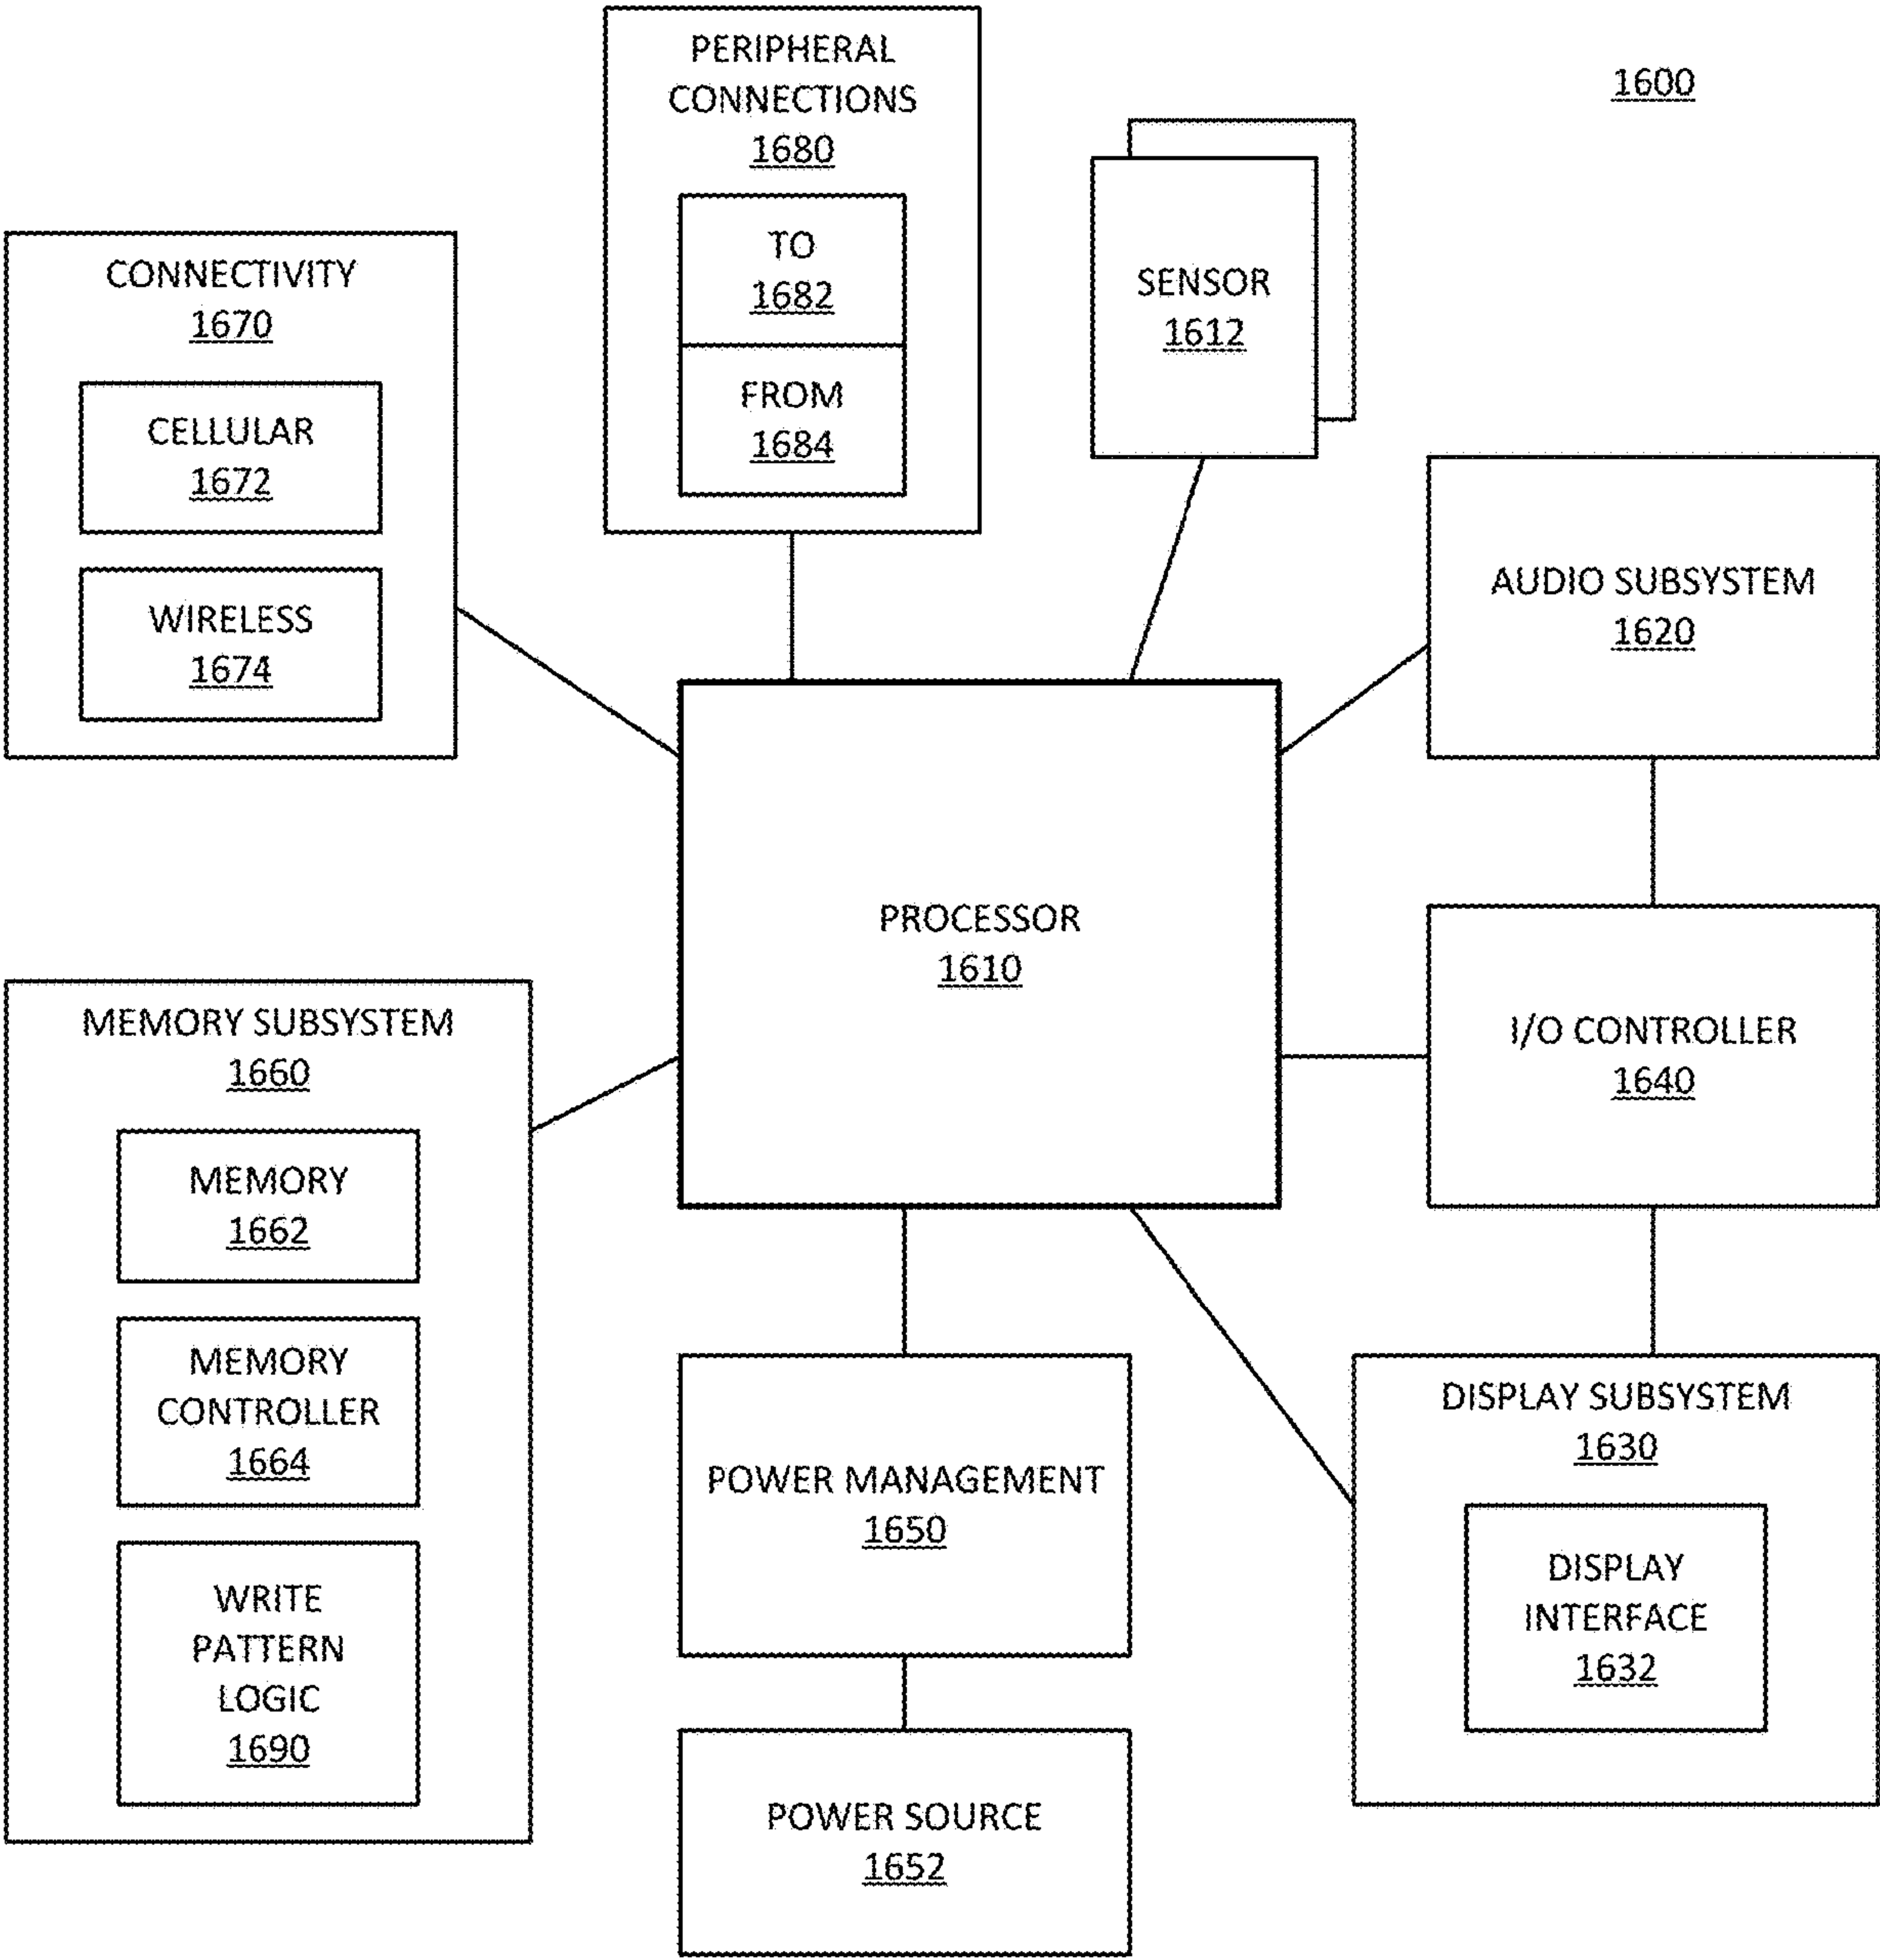 1600
PERIPHERAL
CONNECTIONS
1680
TO
1682
FROM
1684
SENSOR
1612
CONNECTIVITY
1670
CELLULAR
1672
WIRELESS
1674
AUDIO SUBSYSTEM
1620
PROCESSOR
1610
I/O CONTROLLER
1640
MEMORY SUBSYSTEM
1660
MEMORY
1662
MEMORY
CONTROLLER
1664
WRITE
PATTERN
LOGIC
1690
POWER MANAGEMENT
1650
POWER SOURCE
1652
DISPLAY SUBSYSTEM
1630
DISPLAY
INTERFACE
1632